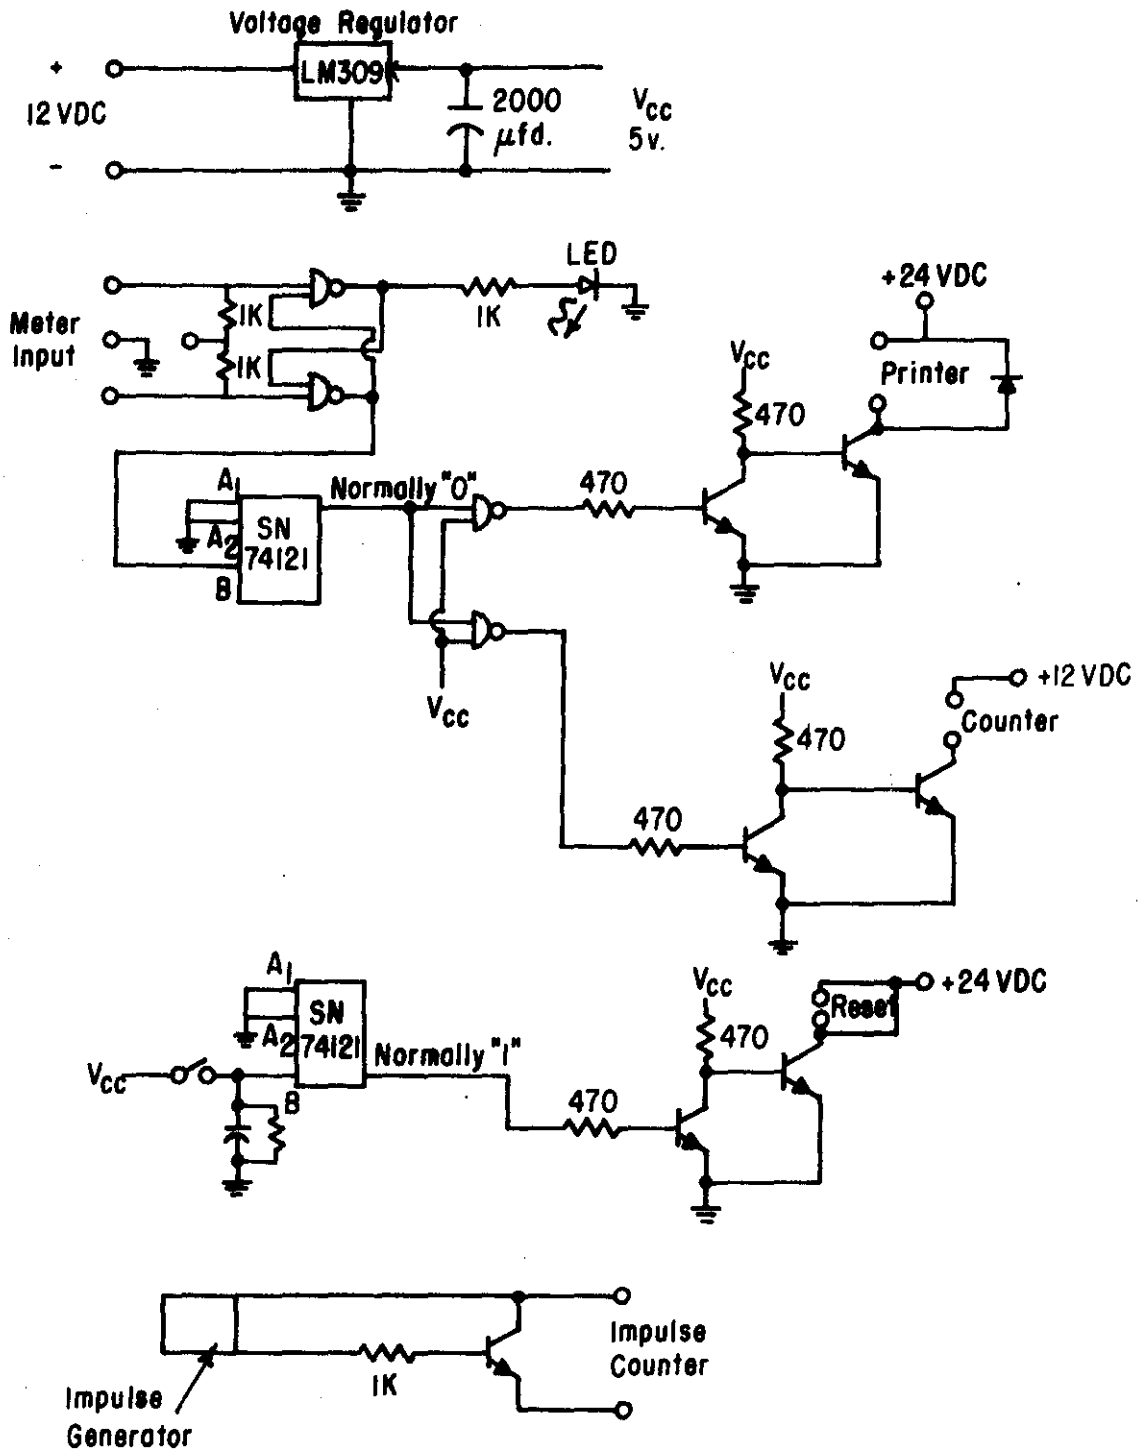 Voltage Regulator
+
LM309
12 VDC
2000
μfd.
Vcc
5v.
-
LED
+24 VDC
1K
1K
Meter
Input
1K
Vcc
Printer
470
A1
Normally "0"
470
SN
74121
A2
B
Vcc
Vcc
+12 VDC
Counter
470
470
A1
SN
74121
A2
Vcc
+24 VDC
Reset
470
Normally "1"
Vcc
B
470
Impulse
Counter
1K
Impulse
Generator